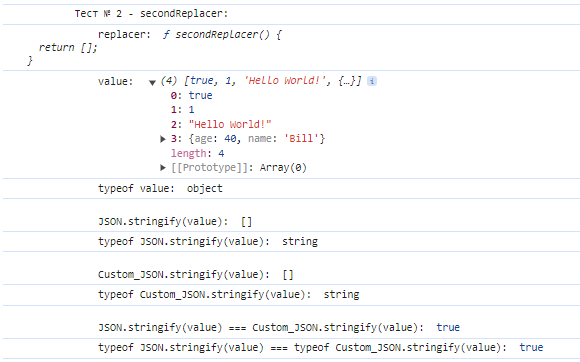 Тест № 2 - secondReplacer:
replacer: ƒ secondReplacer() {
return [];
}
value: ▼ (4) [true, 1, 'Hello World!', {…}] i
0: true
1: 1
2: "Hello World!"
▶ 3: {age: 40, name: 'Bill'}
length: 4
▶ [[Prototype]]: Array(0)
typeof value: object
JSON.stringify(value): []
typeof JSON.stringify(value): string
Custom_JSON.stringify(value): []
typeof Custom_JSON.stringify(value): string
JSON.stringify(value) === Custom_JSON.stringify(value): true
typeof JSON.stringify(value) === typeof Custom_JSON.stringify(value): true